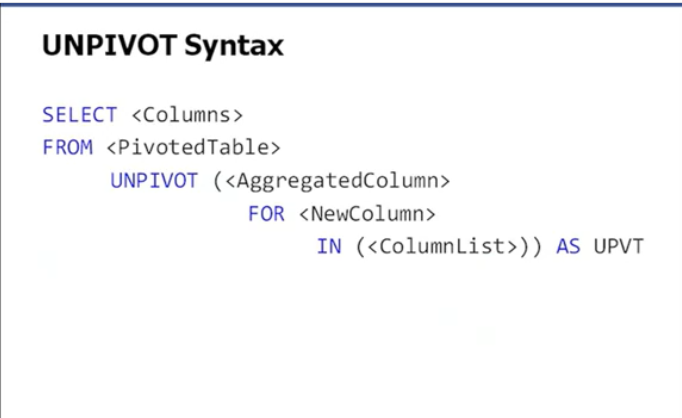 UNPIVOT Syntax
SELECT <Columns>
FROM <PivotedTable>
UNPIVOT (<AggregatedColumn>
FOR <NewColumn>
IN (<ColumnList>)) AS UPVT